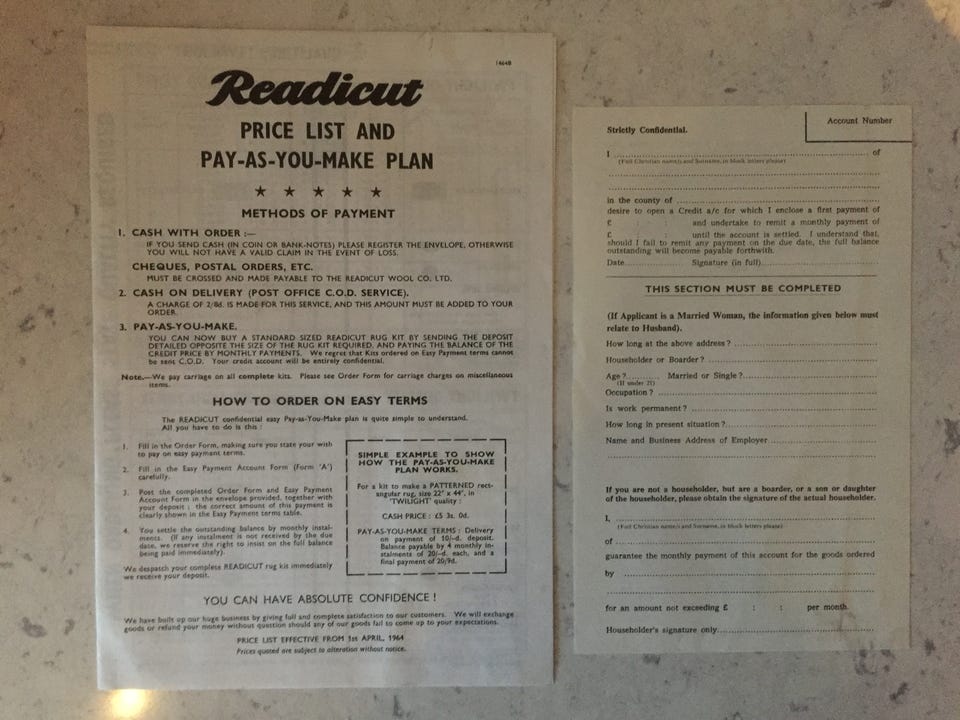 1464B
Readicut
PRICE LIST AND
PAY-AS-YOU-MAKE PLAN
★ ★ ★ ★ ★
METHODS OF PAYMENT
1. CASH WITH ORDER :—
IF YOU SEND CASH (IN COIN OR BANK-NOTES) PLEASE REGISTER THE ENVELOPE, OTHERWISE
YOU WILL NOT HAVE A VALID CLAIM IN THE EVENT OF LOSS.
CHEQUES, POSTAL ORDERS, ETC.
MUST BE CROSSED AND MADE PAYABLE TO THE READICUT WOOL CO. LTD.
2. CASH ON DELIVERY (POST OFFICE C.O.D. SERVICE).
A CHARGE OF 2/8d. IS MADE FOR THIS SERVICE, AND THIS AMOUNT MUST BE ADDED TO YOUR
ORDER.
3. PAY-AS-YOU-MAKE.
YOU CAN NOW BUY A STANDARD SIZED READICUT RUG KIT BY SENDING THE DEPOSIT
DETAILED OPPOSITE THE SIZE OF THE RUG KIT REQUIRED, AND PAYING THE BALANCE OF THE
CREDIT PRICE BY MONTHLY PAYMENTS. We regret that Kits ordered on Easy Payment terms cannot
be sent C.O.D. Your credit account will be entirely confidential.
Note.—We pay carriage on all complete kits. Please see Order Form for carriage charges on miscellaneous
items.
HOW TO ORDER ON EASY TERMS
The READICUT confidential easy Pay-as-You-Make plan is quite simple to understand.
All you have to do is this :
1. Fill in the Order Form, making sure you state your wish
to pay on easy payment terms.
2. Fill in the Easy Payment Account Form (Form 'A')
carefully.
3. Post the completed Order Form and Easy Payment
Account Form in the envelope provided, together with
your deposit ; the correct amount of this payment is
clearly shown in the Easy Payment terms table.
4. You settle the outstanding balance by monthly instal-
ments. (If any instalment is not received by the due
date, we reserve the right to insist on the full balance
being paid immediately).
We despatch your complete READICUT rug kit immediately
we receive your deposit.
SIMPLE EXAMPLE TO SHOW
HOW THE PAY-AS-YOU-MAKE
PLAN WORKS.
For a kit to make a PATTERNED rect-
angular rug, size 22" x 44", in
'TWILIGHT' quality :
CASH PRICE : £5 3s. 0d.
PAY-AS-YOU-MAKE TERMS : Delivery
on payment of 10/-d. deposit.
Balance payable by 4 monthly in-
stalments of 20/-d. each, and a
final payment of 20/9d.
YOU CAN HAVE ABSOLUTE CONFIDENCE !
We have built up our huge business by giving full and complete satisfaction to our customers. We will exchange
goods or refund your money without question should any of our goods fail to come up to your expectations.
PRICE LIST EFFECTIVE FROM 1st APRIL, 1964
Prices quoted are subject to alteration without notice.
Account Number
Strictly Confidential.
I ........ of
(Full Christian name(s) and Surname, in block letters please)
in the county of
desire to open a Credit a/c for which I enclose a first payment of
£ : : and undertake to remit a monthly payment of
£ : : until the account is settled. I understand that,
should I fail to remit any payment on the due date, the full balance
outstanding will become payable forthwith.
Date........ Signature (in full)........
THIS SECTION MUST BE COMPLETED
(If Applicant is a Married Woman, the information given below must
relate to Husband).
How long at the above address ?
Householder or Boarder ?
Age ?........ Married or Single ?........
(If under 21)
Occupation ?
Is work permanent ?
How long in present situation ?
Name and Business Address of Employer
If you are not a householder, but are a boarder, or a son or daughter
of the householder, please obtain the signature of the actual householder.
I,
(Full Christian name(s) and Surname, in block letters please)
of
guarantee the monthly payment of this account for the goods ordered
by
for an amount not exceeding £ : : per month.
Householder's signature only